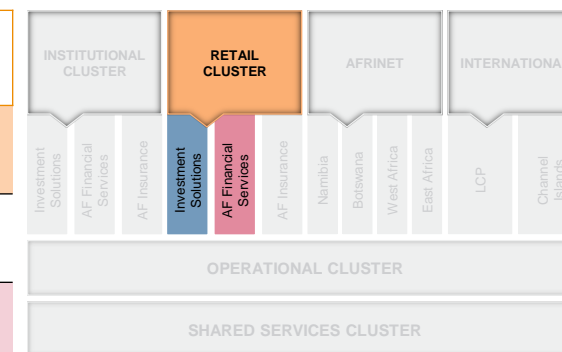 INSTITUTIONAL
CLUSTER
RETAIL
CLUSTER
AFRINET
INTERNATIONA
Investment
Solutions
AF Financial
Services
AF Insurance
Investment
Solutions
AF Financial
Services
AF Insurance
Namibia
Botswana
West Africa
East Africa
LCP
Channel
Islands
OPERATIONAL CLUSTER
SHARED SERVICES CLUSTER